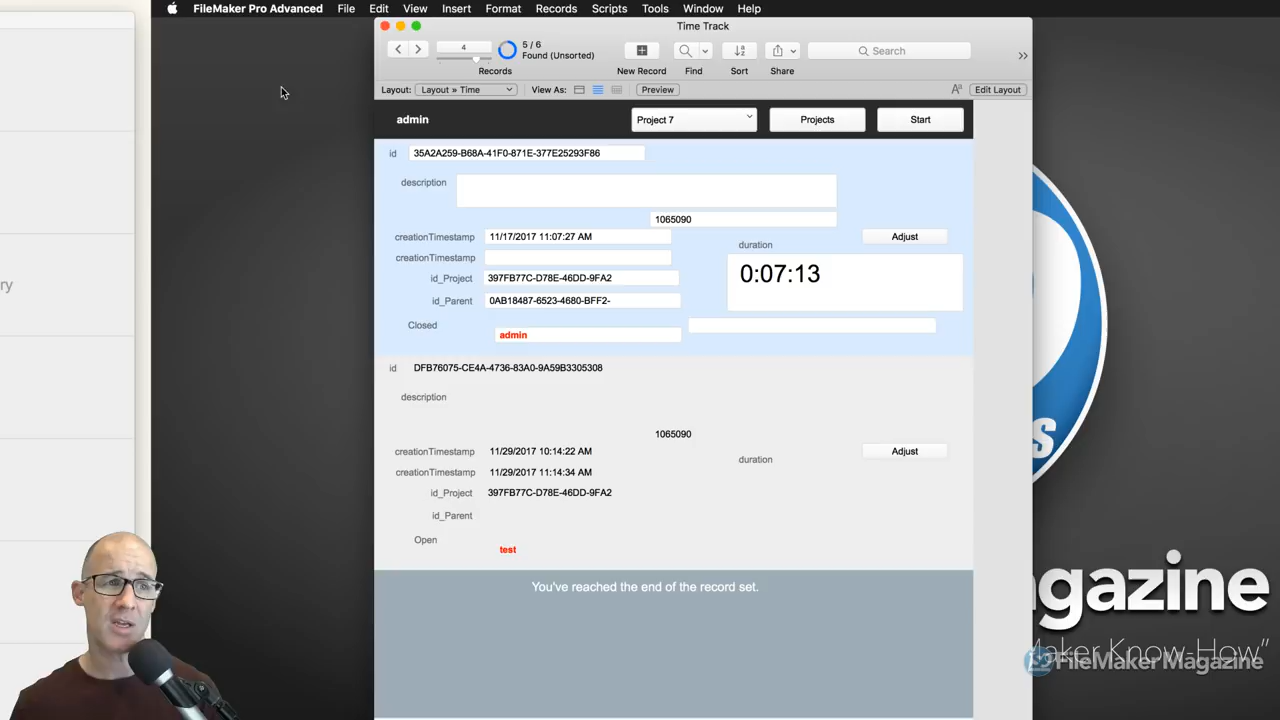 FileMaker Pro Advanced File Edit View Insert Format Records Scripts Tools Window Help
Time Track
4
5 / 6
Found (Unsorted)
Search
Records
New Record
Find
Sort
Share
Layout: Layout » Time
View As:
Preview
Edit Layout
admin
Project 7
Projects
Start
id 35A2A259-B68A-41F0-871E-377E25293F86
description
1065090
creationTimestamp 11/17/2017 11:07:27 AM
Adjust
duration
creationTimestamp
0:07:13
id_Project 397FB77C-D78E-46DD-9FA2
id_Parent 0AB18487-6523-4680-BFF2-
Closed
admin
id DFB76075-CE4A-4736-83A0-9A59B3305308
description
1065090
creationTimestamp 11/29/2017 10:14:22 AM
Adjust
duration
creationTimestamp 11/29/2017 11:14:34 AM
id_Project 397FB77C-D78E-46DD-9FA2
id_Parent
Open
test
You've reached the end of the record set.
ry
S
agazine
Maker Know-How"
FileMaker Magazine